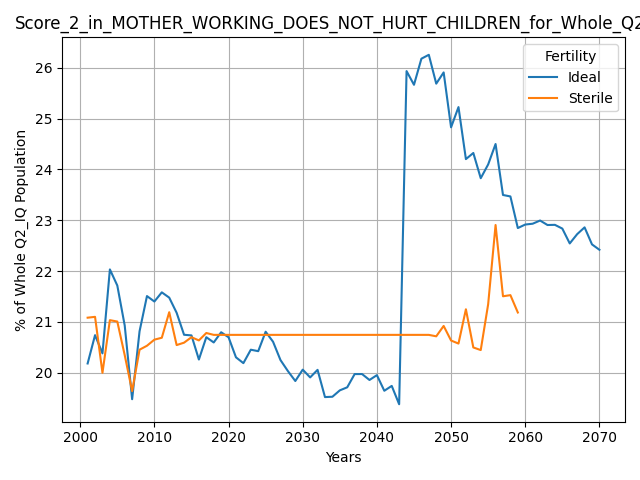 Score_2_in_MOTHER_WORKING_DOES_NOT_HURT_CHILDREN_for_Whole_Q2
Fertility
Ideal
Sterile
% of Whole Q2_IQ Population
26
25
24
23
22
21
20
2000 2010 2020 2030 2040 2050 2060 2070
Years